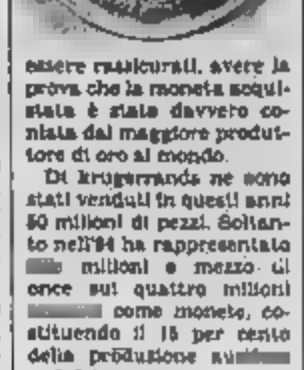 essere rassicurati, avere la
prova che la moneta acqui-
stata è stata davvero co-
niata dal maggiore produt-
tore di oro al mondo.
Di krugerrands ne sono
stati venduti in questi anni
50 milioni di pezzi. Soltan-
to nell'84 ha rappresentato
milioni e mezzo di
once sui quattro milioni
come monete, co-
stituendo il 15 per cento
della produzione